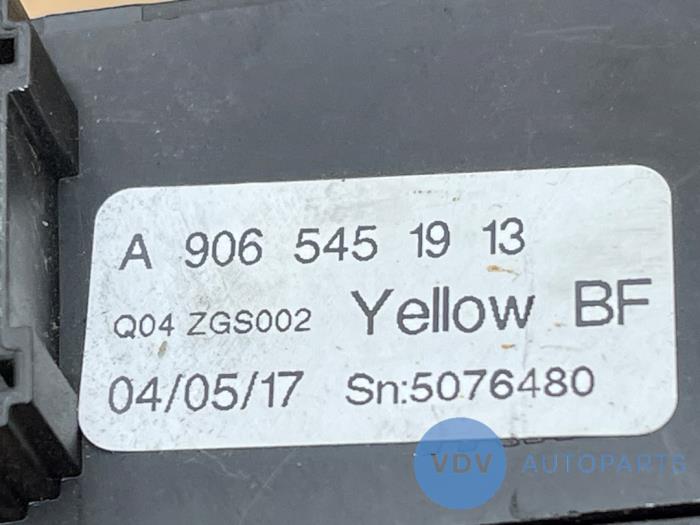 A 906 545 19 13
Q04 ZGS002 Yellow BF
04/05/17 Sn:5076480
VDV AUTOPARTS